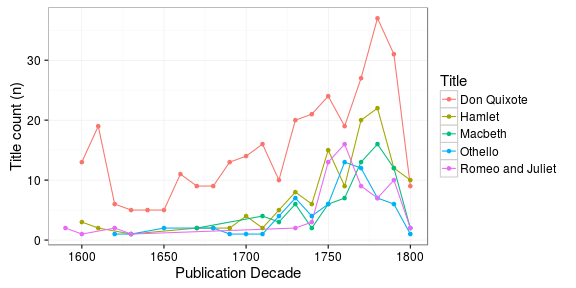 Title count (n)
30
20
10
0
1600 1650 1700 1750 1800
Publication Decade
Title
Don Quixote
Hamlet
Macbeth
Othello
Romeo and Juliet